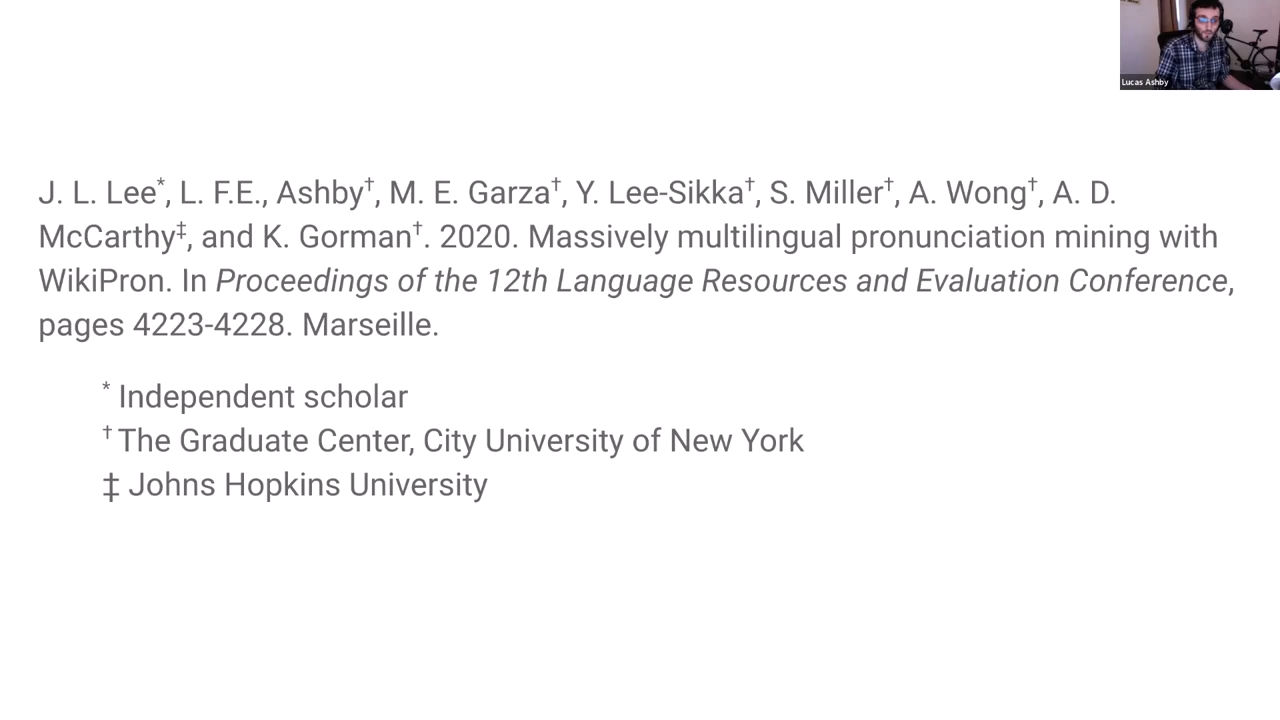 Lucas Ashby
J. L. Lee*, L. F.E., Ashby†, M. E. Garza†, Y. Lee-Sikka†, S. Miller†, A. Wong†, A. D.
McCarthy‡, and K. Gorman†. 2020. Massively multilingual pronunciation mining with
WikiPron. In Proceedings of the 12th Language Resources and Evaluation Conference,
pages 4223-4228. Marseille.
* Independent scholar
† The Graduate Center, City University of New York
‡ Johns Hopkins University